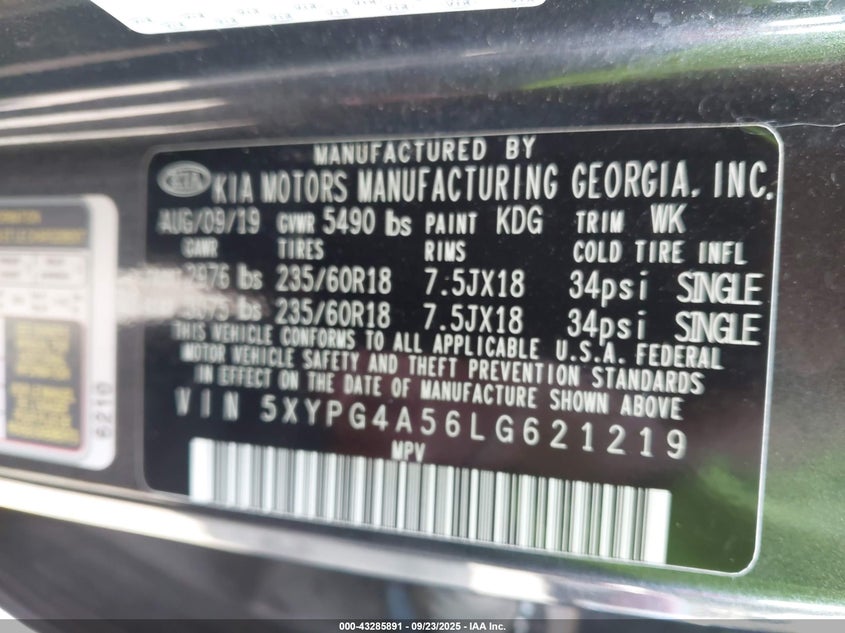 MANUFACTURED BY
KIA KIA MOTORS MANUFACTURING GEORGIA, INC.
AUG/09/19 GVWR 5490 lbs PAINT KDG TRIM WK
GAWR TIRES RIMS COLD TIRE INFL
lbs 235/60R18 7.5JX18 34psi SINGLE
lbs 235/60R18 7.5JX18 34psi SINGLE
THIS VEHICLE CONFORMS TO ALL APPLICABLE U.S.A. FEDERAL
MOTOR VEHICLE SAFETY AND THEFT PREVENTION STANDARDS
IN EFFECT ON THE DATE OF MANUFACTURE SHOWN ABOVE
VIN 5XYPG4A56LG621219
MPV
6210
000-43285891 - 09/23/2025 - IAA Inc.